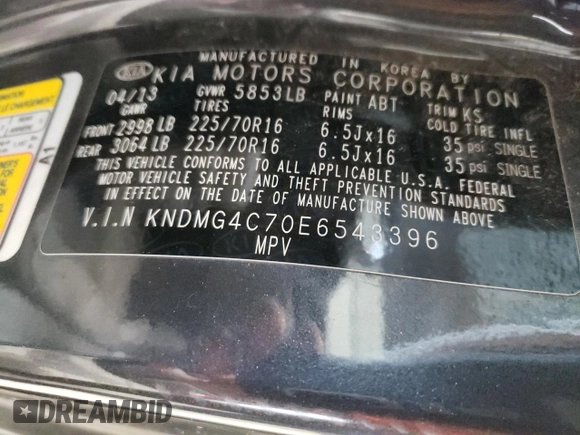 MANUFACTURED IN KOREA BY
KIA KIA MOTORS CORPORATION
04/13 GVWR 5853LB PAINT ABT TRIM KS
GAWR TIRES RIMS COLD TIRE INFL
FRONT 2998 LB 225/70R16 6.5Jx16 35 psi SINGLE
REAR 3064 LB 225/70R16 6.5Jx16 35 psi SINGLE
THIS VEHICLE CONFORMS TO ALL APPLICABLE U.S.A. FEDERAL
MOTOR VEHICLE SAFETY AND THEFT PREVENTION STANDARDS
IN EFFECT ON THE DATE OF MANUFACTURE SHOWN ABOVE
V.I.N KNDMG4C70E6543396
MPV
A1
DREAMBID